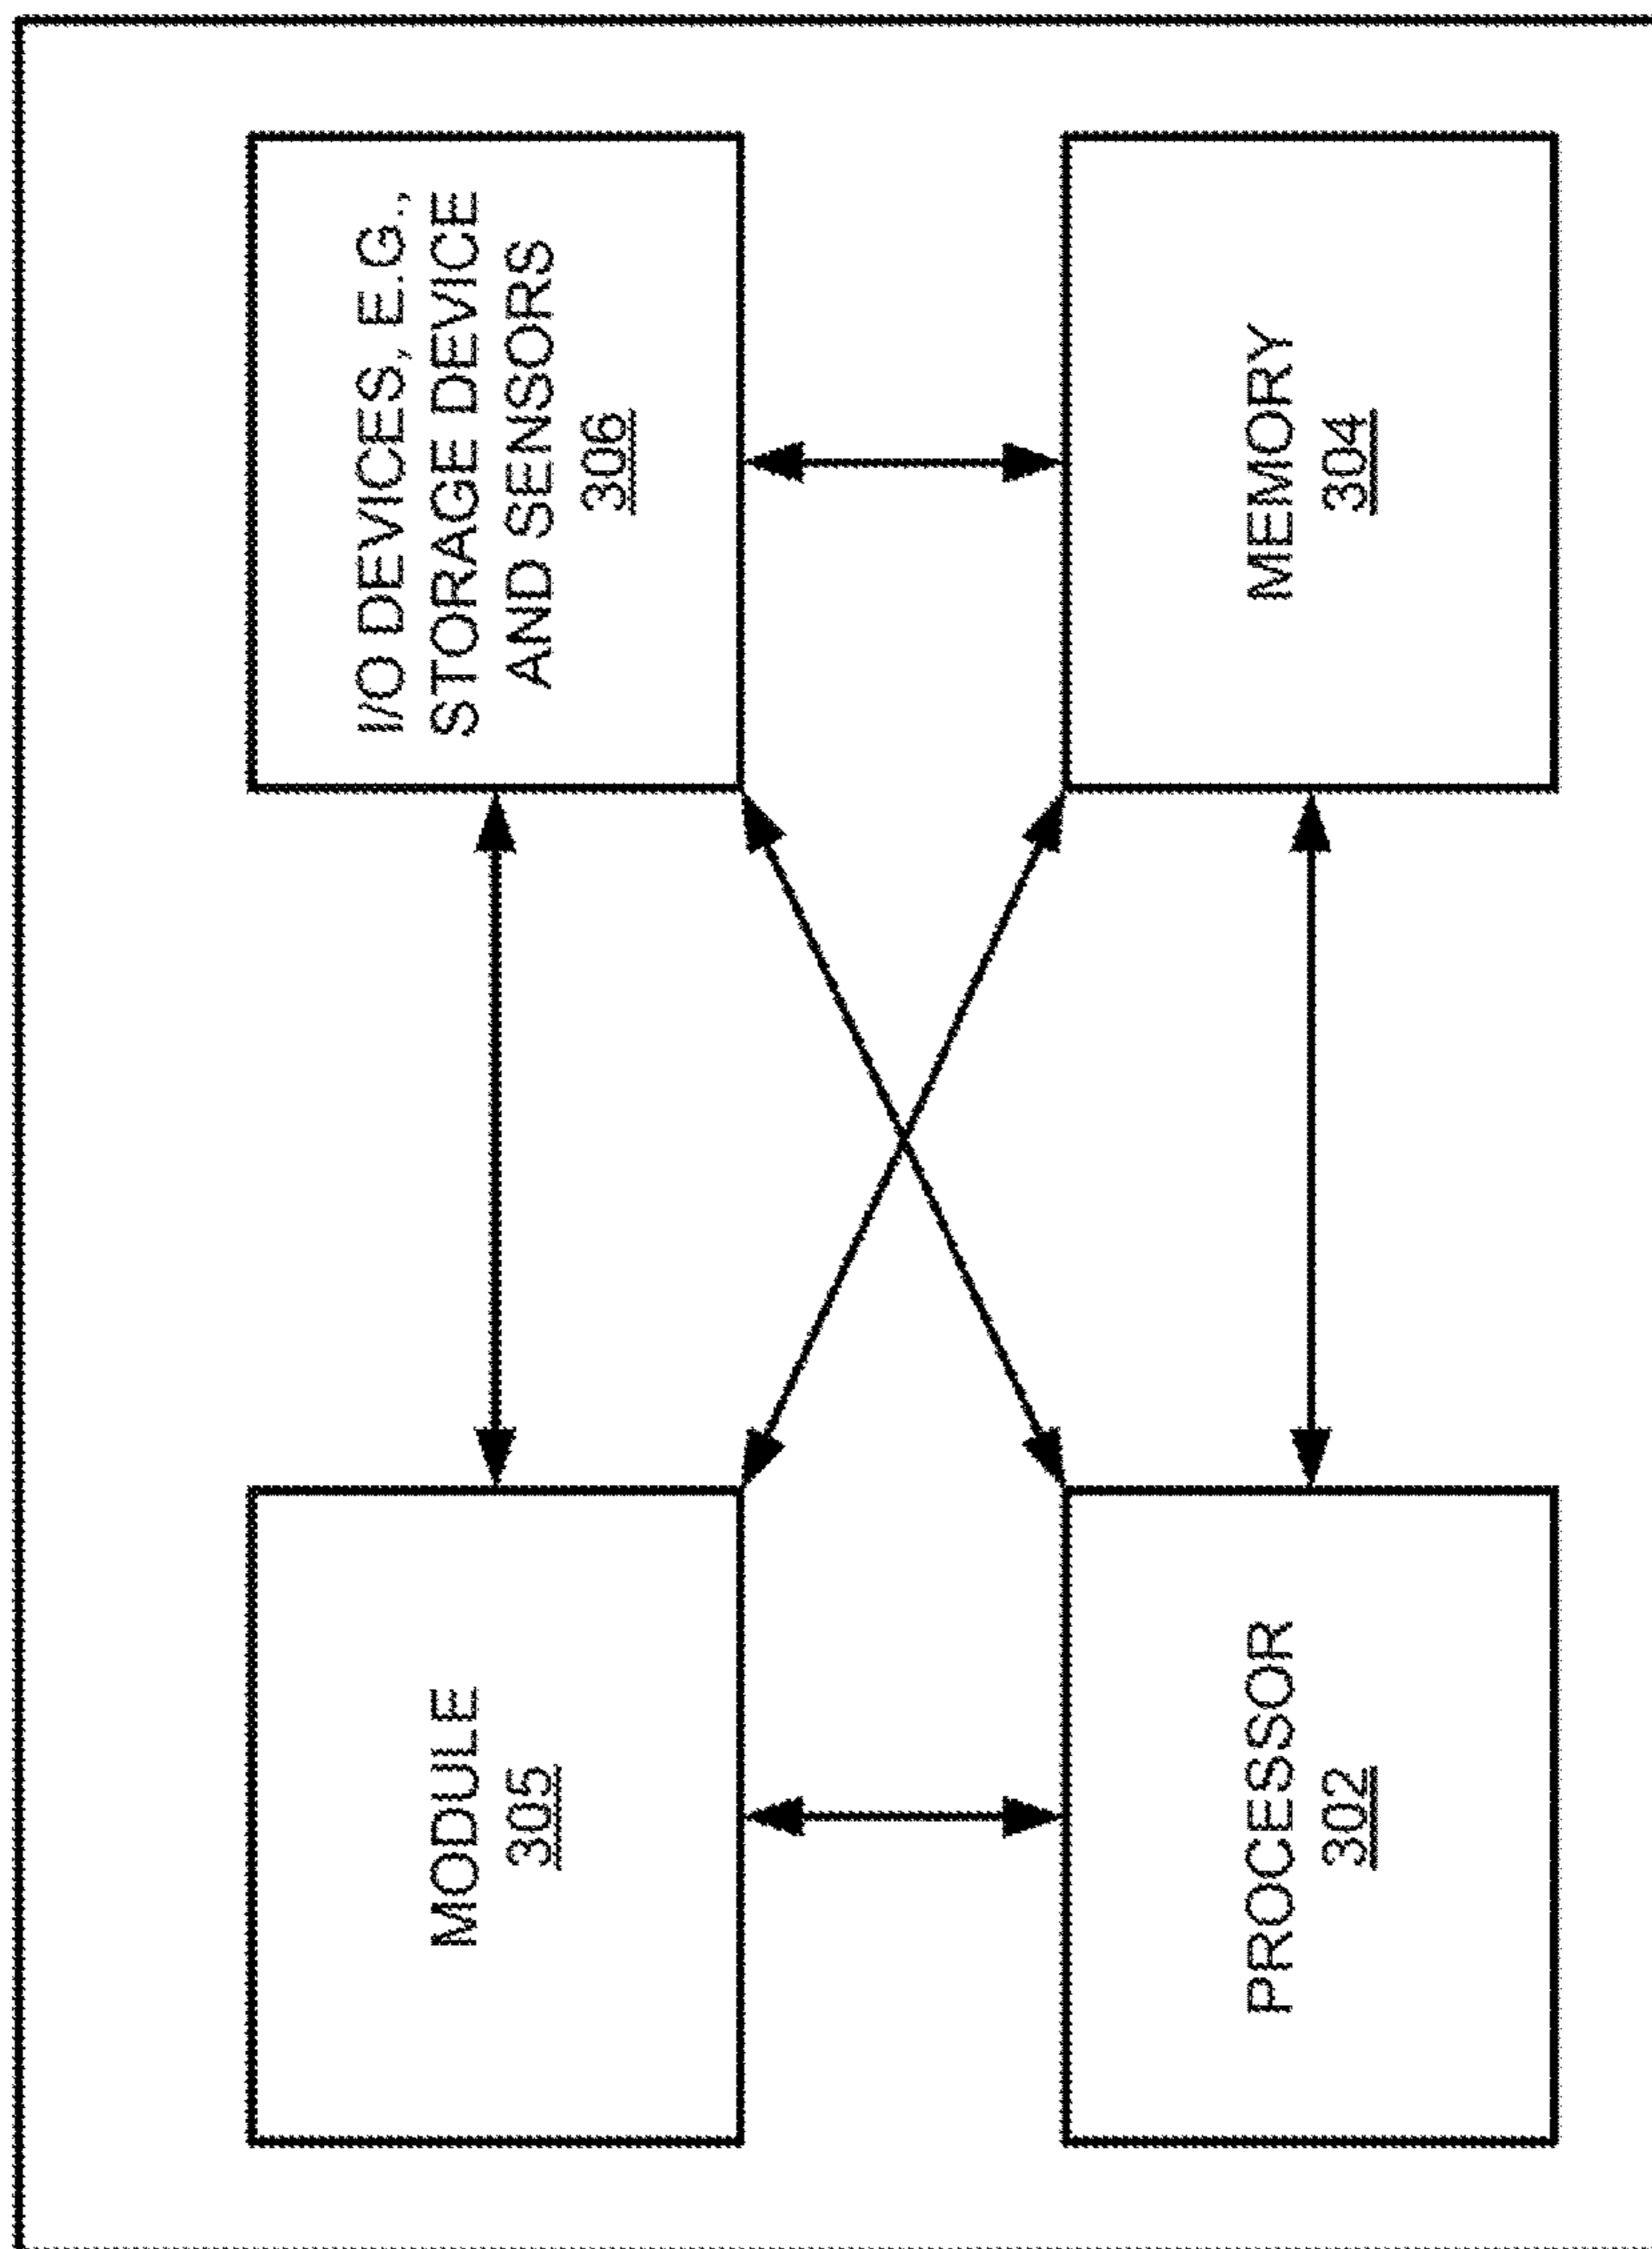 MODULE
305
I/O DEVICES, E.G.,
STORAGE DEVICE
AND SENSORS
306
PROCESSOR
302
MEMORY
304